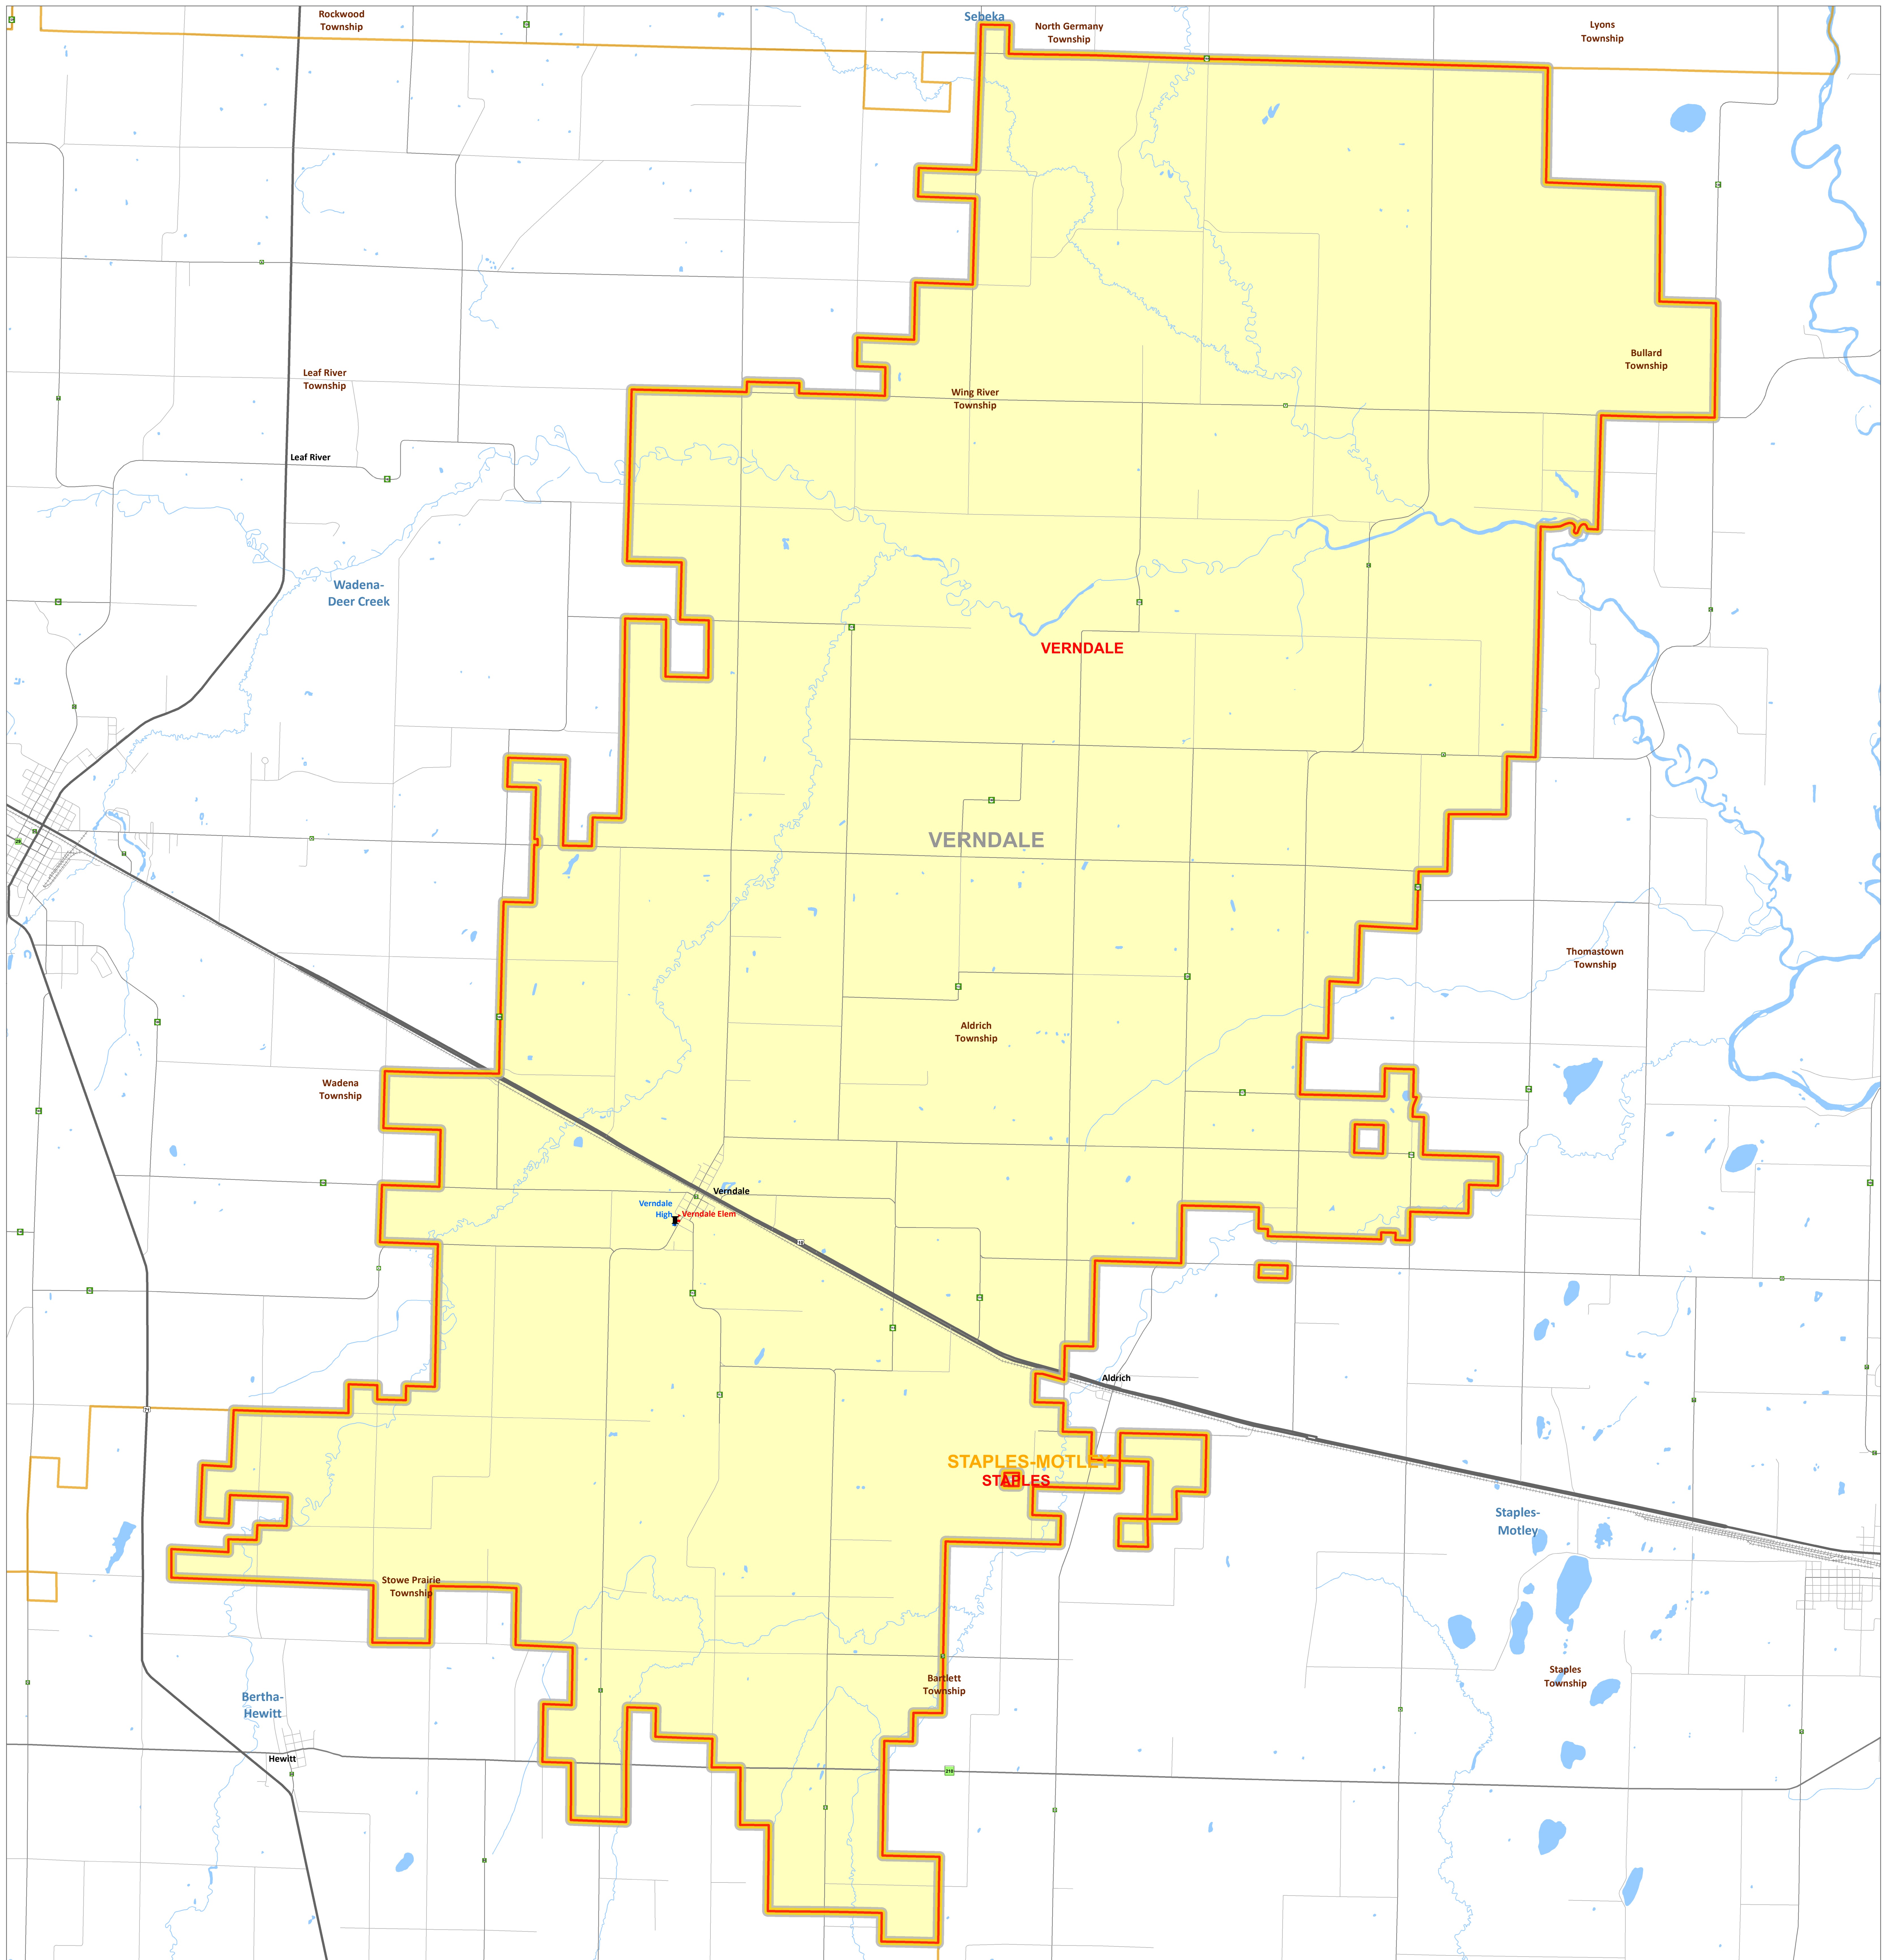 Rockwood
Township
Sebeka
North Germany
Township
Lyons
Township
Bullard
Township
Leaf River
Township
Wing River
Township
Leaf River
Wadena-
Deer Creek
VERNDALE
VERNDALE
Thomastown
Township
Aldrich
Township
Wadena
Township
Verndale
Verndale
High
Verndale Elem
Aldrich
STAPLES-MOTLEY
STAPLES
Staples-
Motley
Stowe Prairie
Township
Bartlett
Township
Staples
Township
Bertha-
Hewitt
Hewitt
210